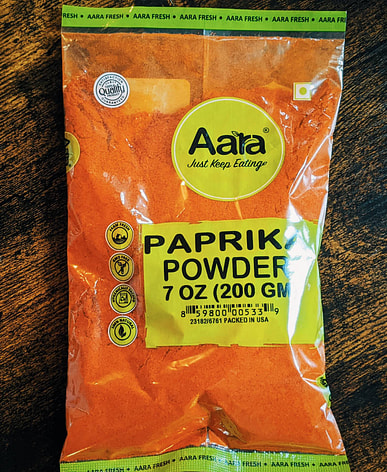 • AARA FRESH • AARA FRESH • AARA FRESH • AARA FRESH •
Quality
Aara®
Just Keep Eating
PAPRIKA
POWDER
7 OZ (200 GM
8 59800 00533 9
23182/6761 PACKED IN USA
AARA FRESH • AARA FRESH • AARA FRESH • AARA FRESH